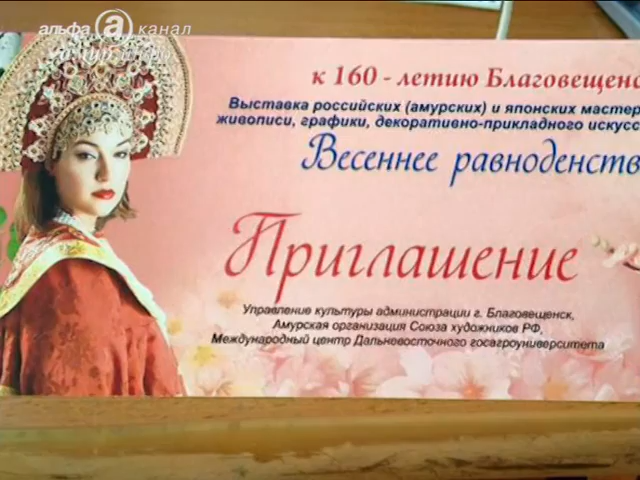 альфа а канал
к 160 - летию Благовещенс
Выставка российских (амурских) и японских мастер
живописи, графики, декоративно-прикладного искусс
Весеннее равноденств
Приглашение
Управление культуры администрации г. Благовещенск,
Амурская организация Союза художников РФ,
Международный центр Дальневосточного госагроуниверситета